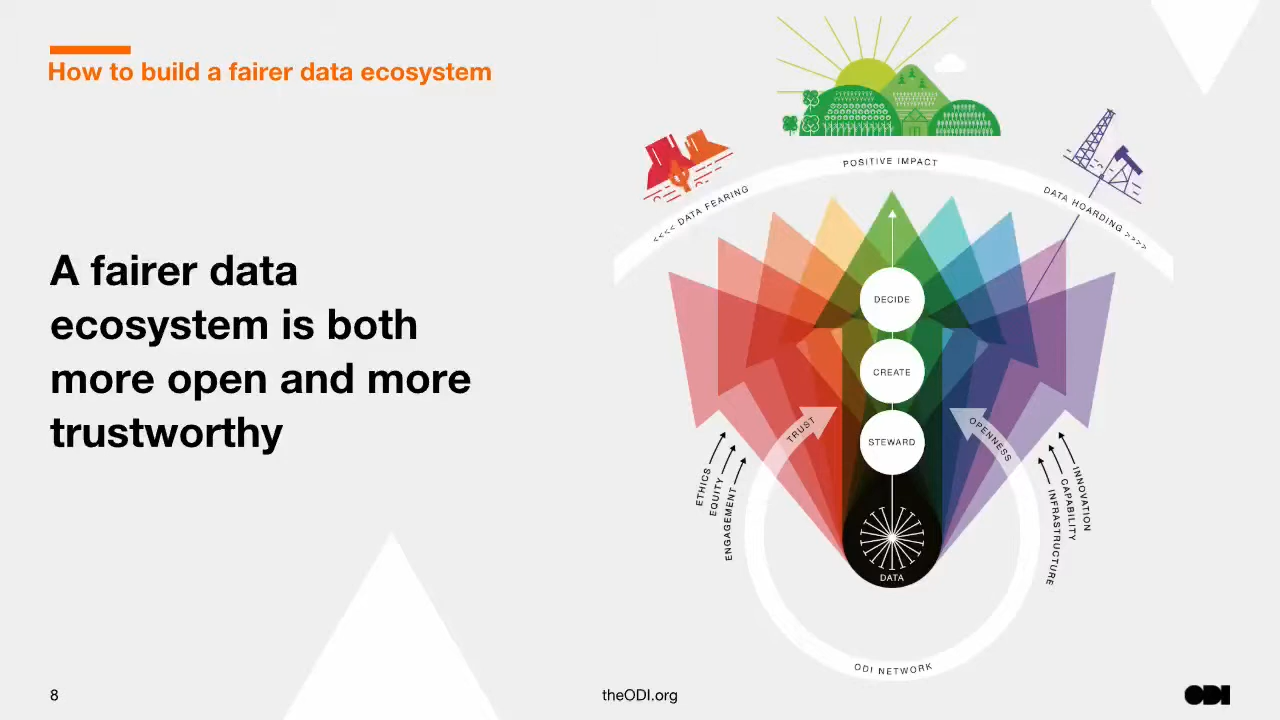 How to build a fairer data ecosystem
A fairer data
ecosystem is both
more open and more
trustworthy
POSITIVE IMPACT
<<<< DATA FEARING
DATA HOARDING >>>>
DECIDE
CREATE
STEWARD
TRUST
OPENNESS
ETHICS
EQUITY
ENGAGEMENT
INNOVATION
CAPABILITY
INFRASTRUCTURE
DATA
ODI NETWORK
8
theODI.org
ODI